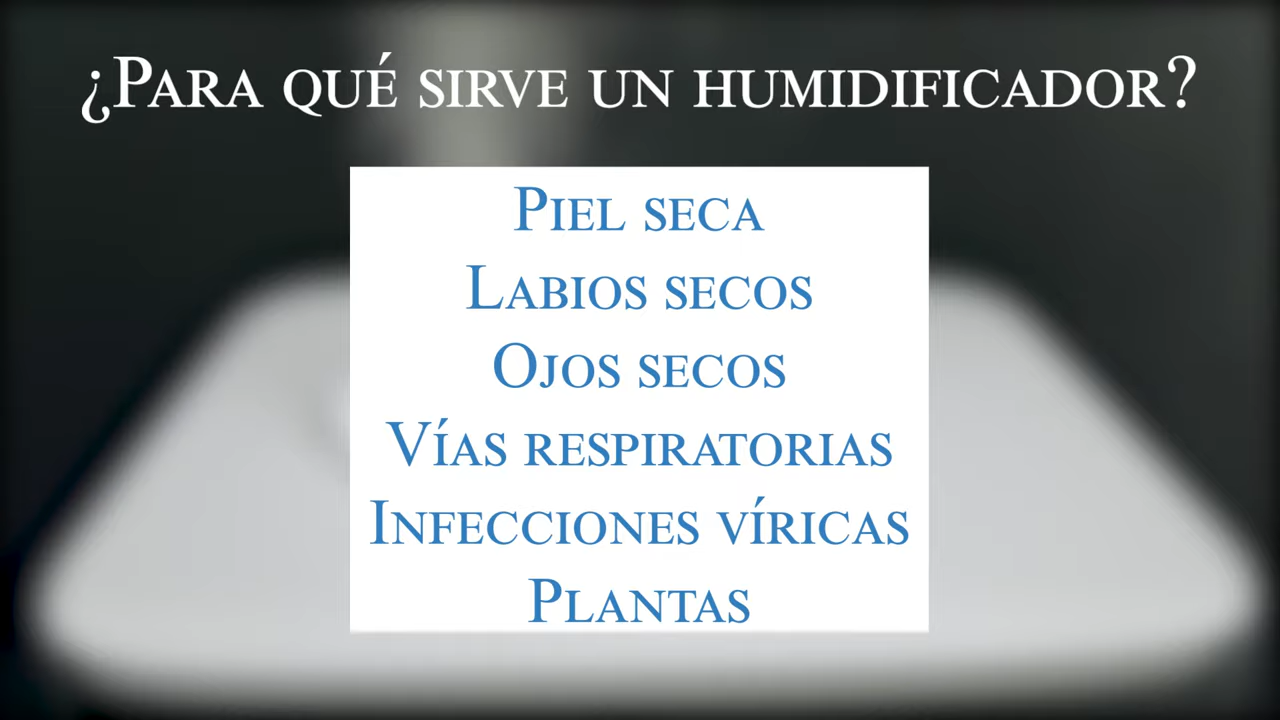 ¿Para qué sirve un humidificador?
Piel seca
Labios secos
Ojos secos
Vías respiratorias
Infecciones víricas
Plantas